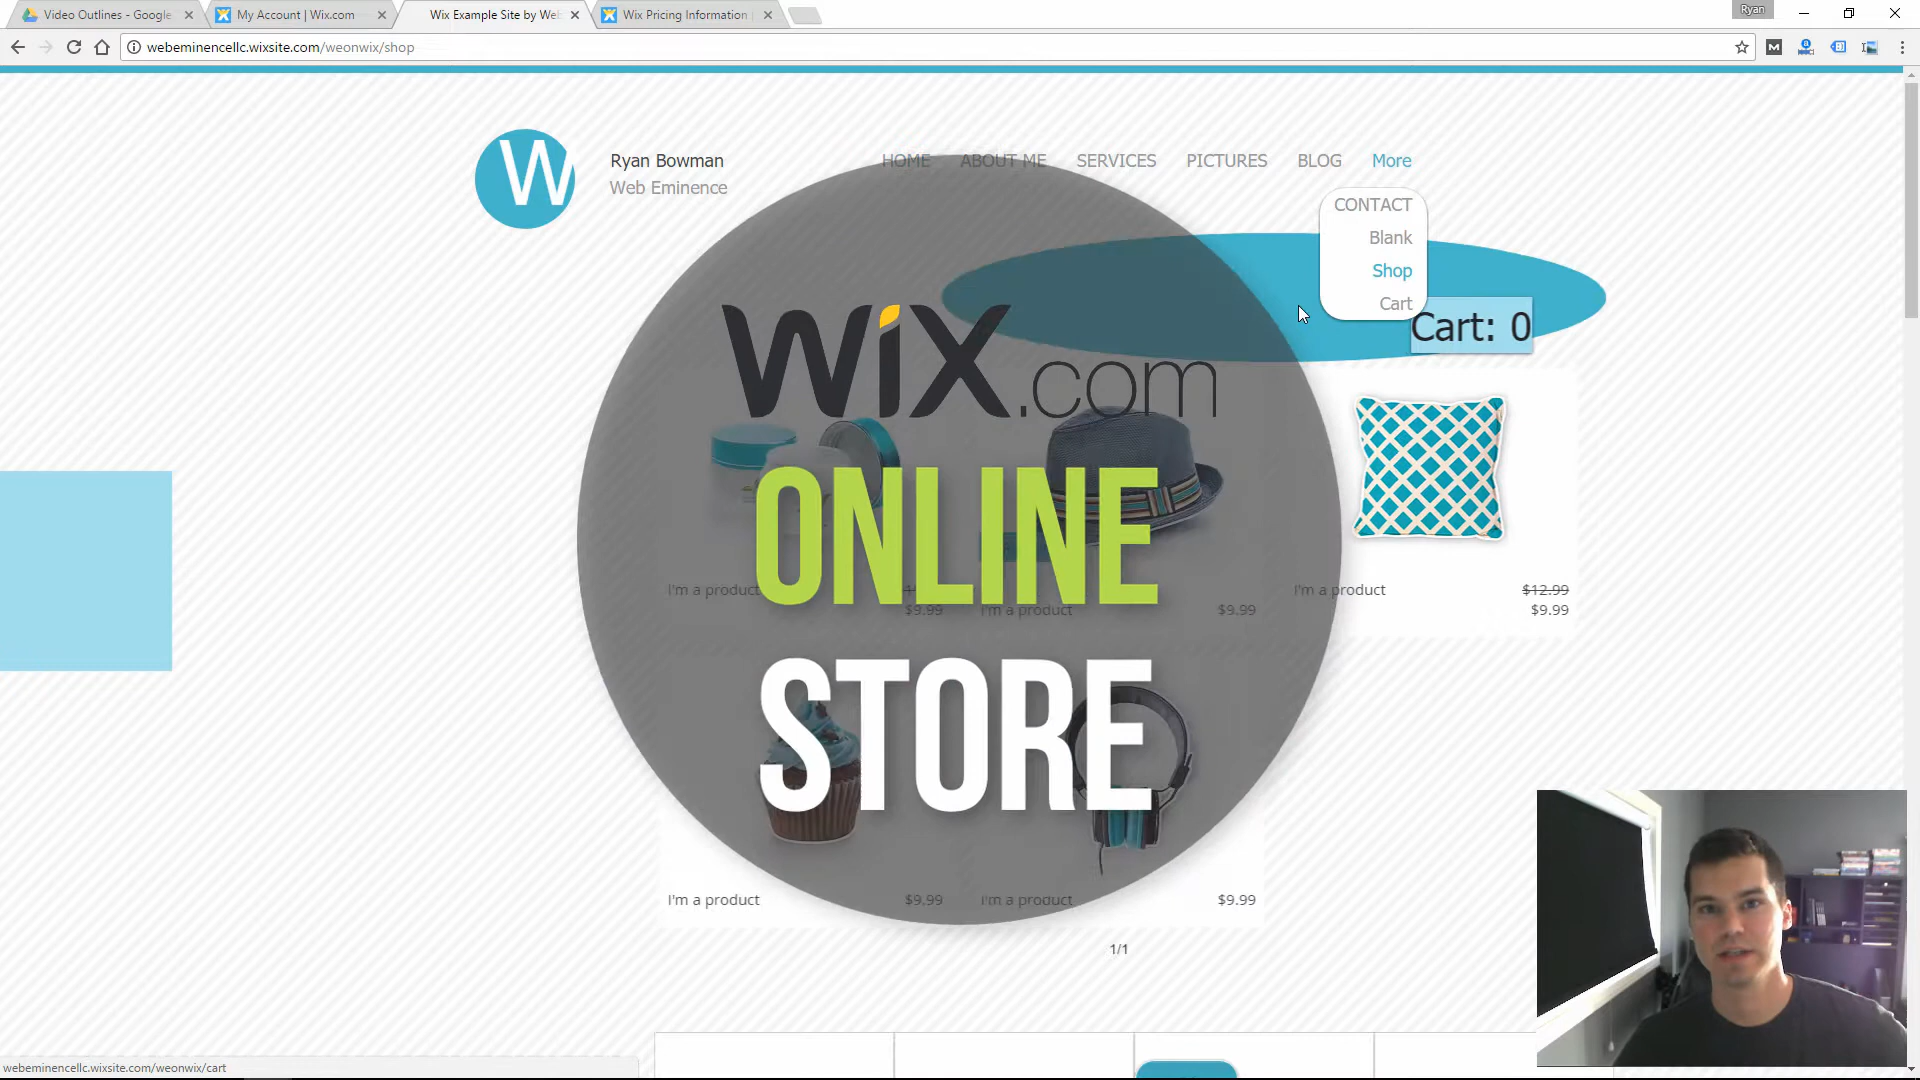 Video Outlines - Google
My Account | Wix.com
Wix Example Site by Web
Wix Pricing Information
Ryan
webeminencellc.wixsite.com/weonwix/shop
W
Ryan Bowman
Web Eminence
HOME
ABOUT ME
SERVICES
PICTURES
BLOG
More
CONTACT
Blank
Shop
Cart
Cart: 0
WiX.com
ONLINE
STORE
I'm a product
$9.99
I'm a product
$9.99
I'm a product
$12.99
$9.99
I'm a product
$9.99
I'm a product
$9.99
1/1
webeminencellc.wixsite.com/weonwix/cart